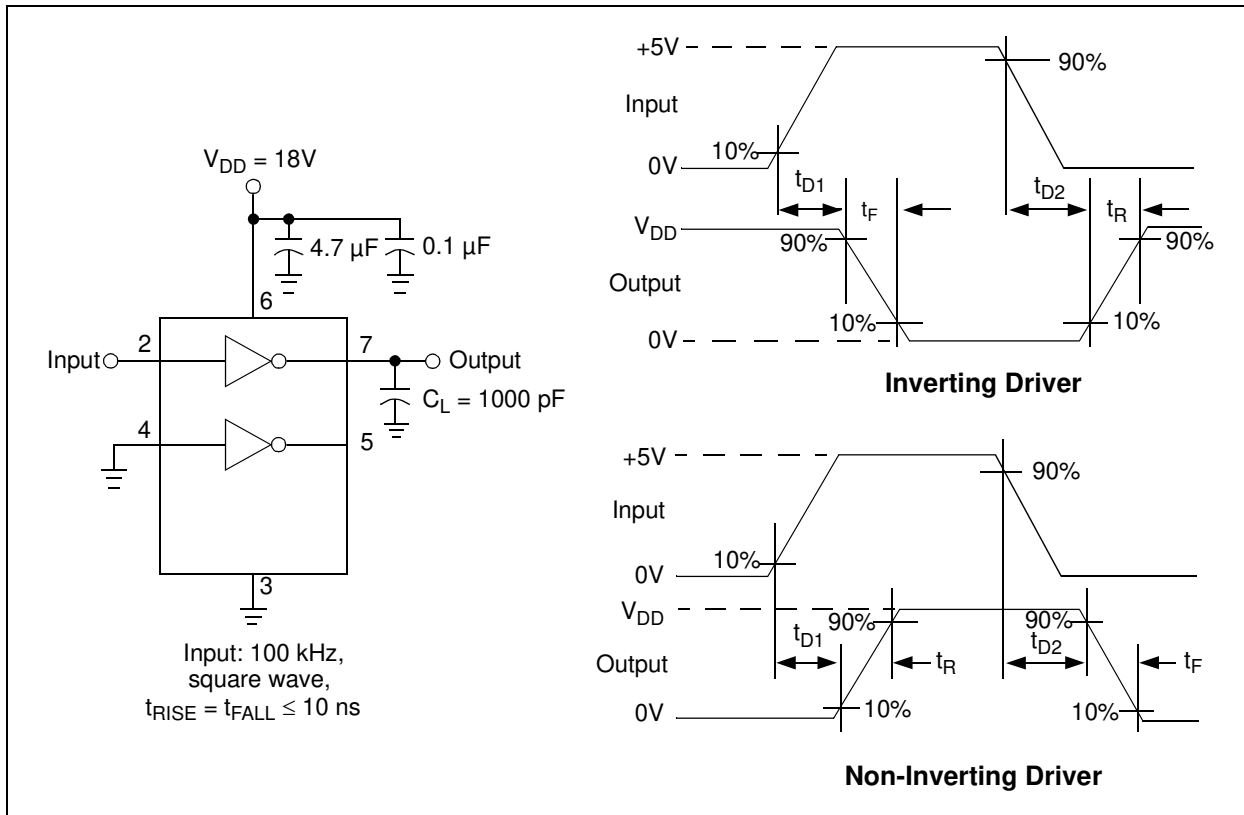 V_DD = 18V
4.7 µF
0.1 µF
6
Input
2
7
Output
C_L = 1000 pF
4
5
3
Input: 100 kHz,
square wave,
t_RISE = t_FALL ≤ 10 ns
+5V
90%
Input
10%
0V
t_D1
t_D2
t_F
t_R
V_DD
90%
90%
Output
10%
10%
0V
Inverting Driver
+5V
90%
Input
10%
0V
V_DD
90%
90%
t_D1
t_D2
Output
t_R
t_F
0V
10%
10%
Non-Inverting Driver